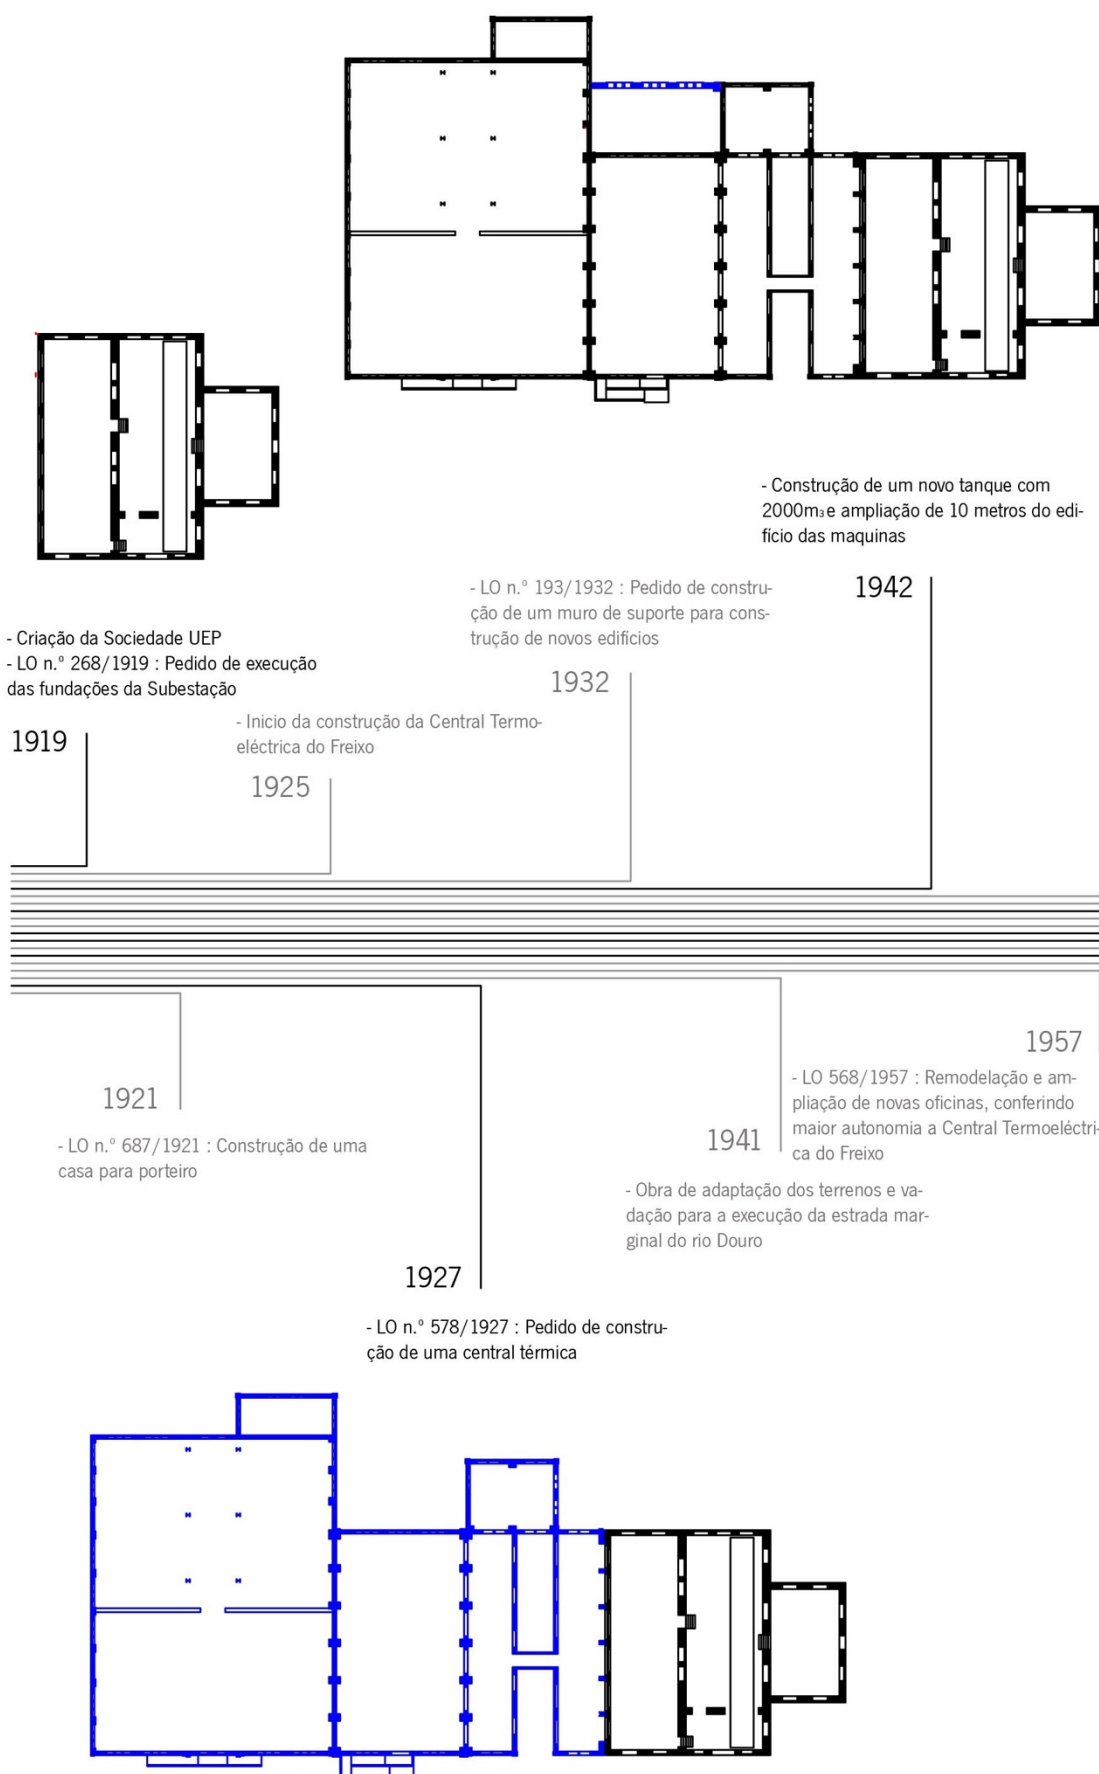 - Construção de um novo tanque com
2000m₃ e ampliação de 10 metros do edi-
fício das maquinas
1942
- LO n.º 193/1932 : Pedido de constru-
ção de um muro de suporte para cons-
trução de novos edifícios
1932
- Criação da Sociedade UEP
- LO n.º 268/1919 : Pedido de execução
das fundações da Subestação
1919
- Inicio da construção da Central Termo-
eléctrica do Freixo
1925
1921
- LO n.º 687/1921 : Construção de uma
casa para porteiro
1957
- LO 568/1957 : Remodelação e am-
pliação de novas oficinas, conferindo
maior autonomia a Central Termoeléctri-
ca do Freixo
1941
- Obra de adaptação dos terrenos e va-
dação para a execução da estrada mar-
ginal do rio Douro
1927
- LO n.º 578/1927 : Pedido de constru-
ção de uma central térmica